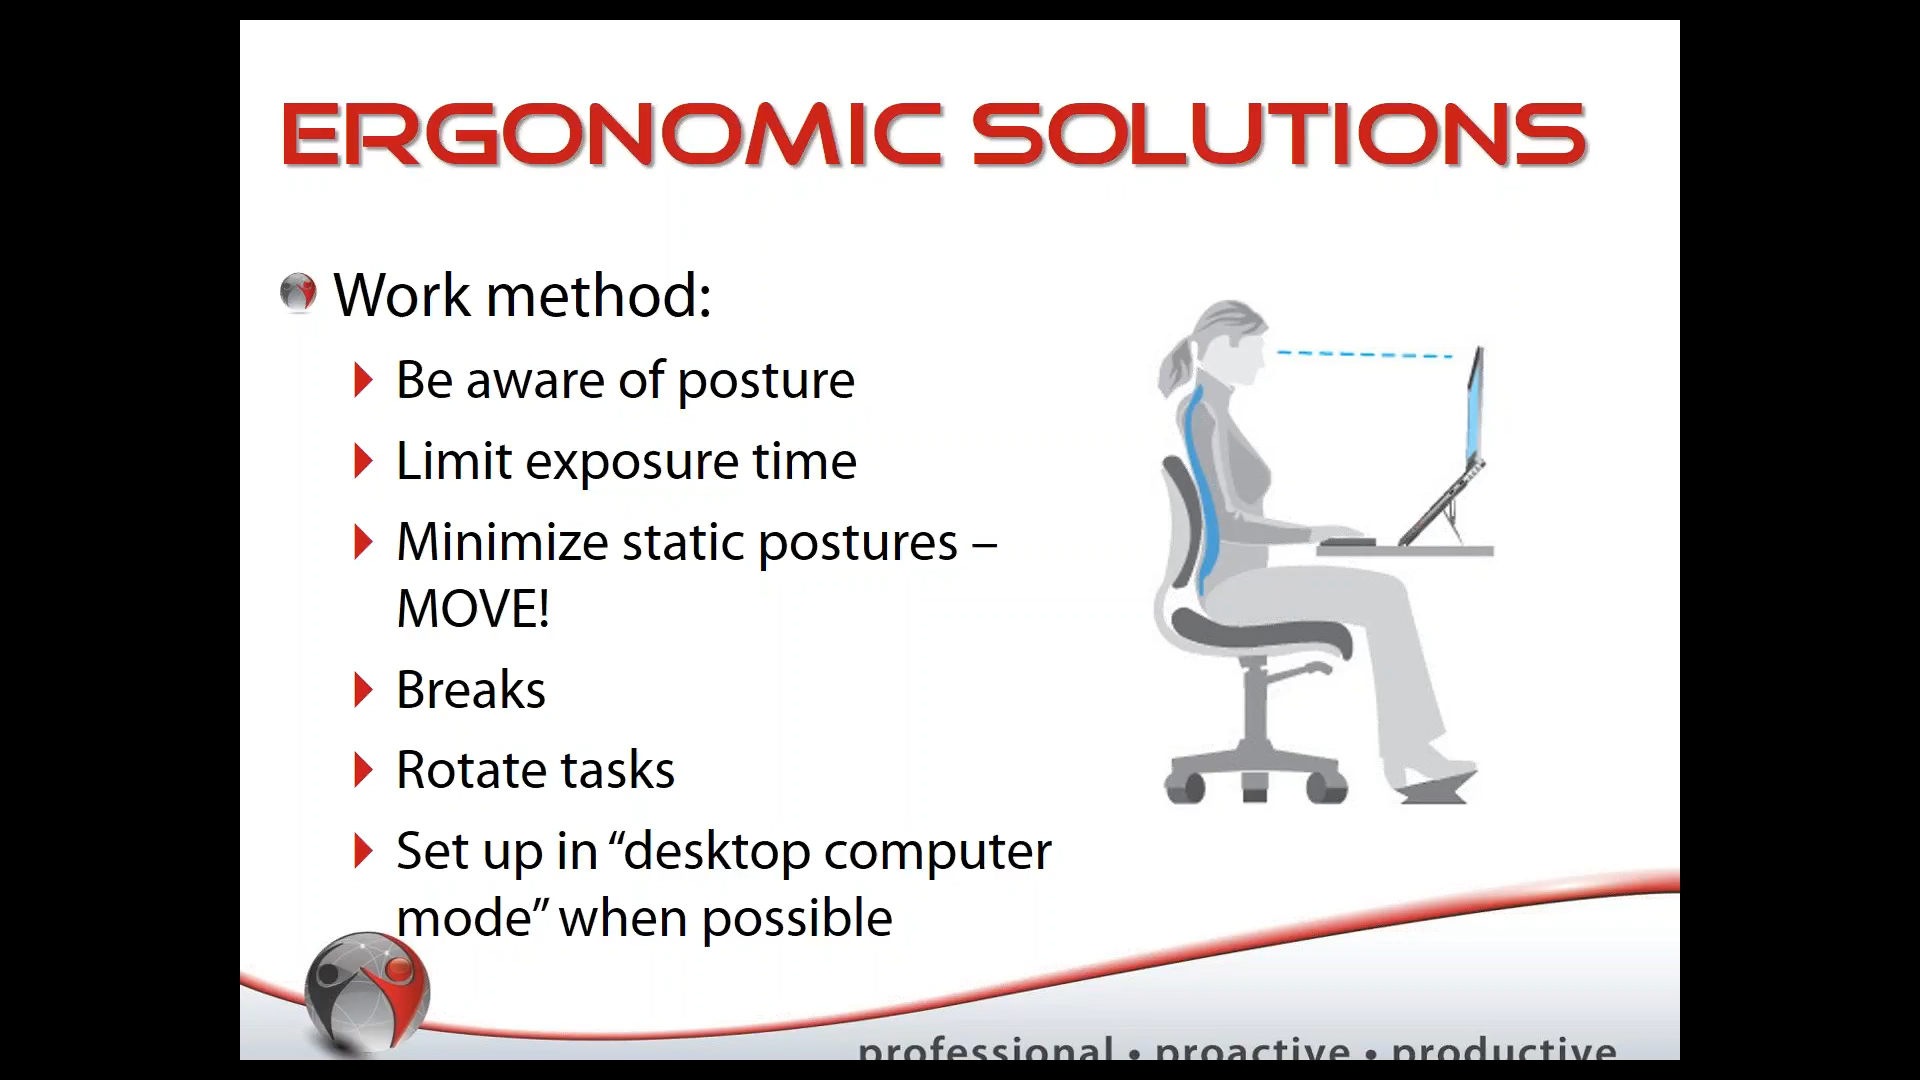 ERGONOMIC SOLUTIONS
Work method:
Be aware of posture
Limit exposure time
Minimize static postures –
MOVE!
Breaks
Rotate tasks
Set up in “desktop computer
mode” when possible
professional • proactive • productive